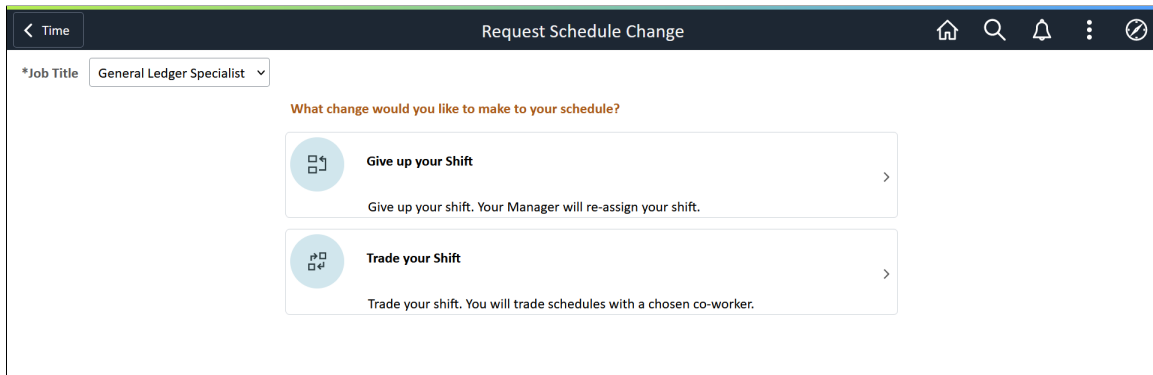 Time
Request Schedule Change
*Job Title General Ledger Specialist
What change would you like to make to your schedule?
Give up your Shift
Give up your shift. Your Manager will re-assign your shift.
Trade your Shift
Trade your shift. You will trade schedules with a chosen co-worker.